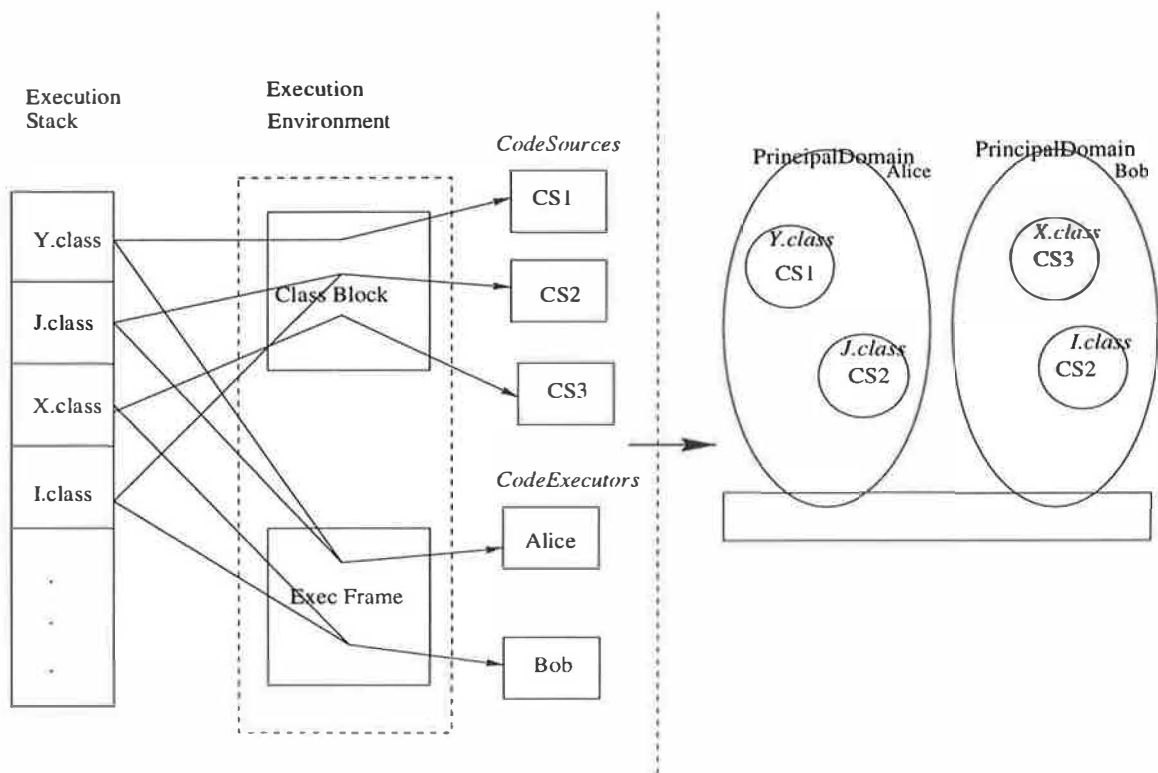 Execution
Stack
Execution
Environment
CodeSources
Y.class
J.class
X.class
I.class
Class Block
Exec Frame
CS1
CS2
CS3
CodeExecutors
Alice
Bob
PrincipalDomain
Alice
Y.class
CS1
J.class
CS2
PrincipalDomain
Bob
X.class
CS3
I.class
CS2